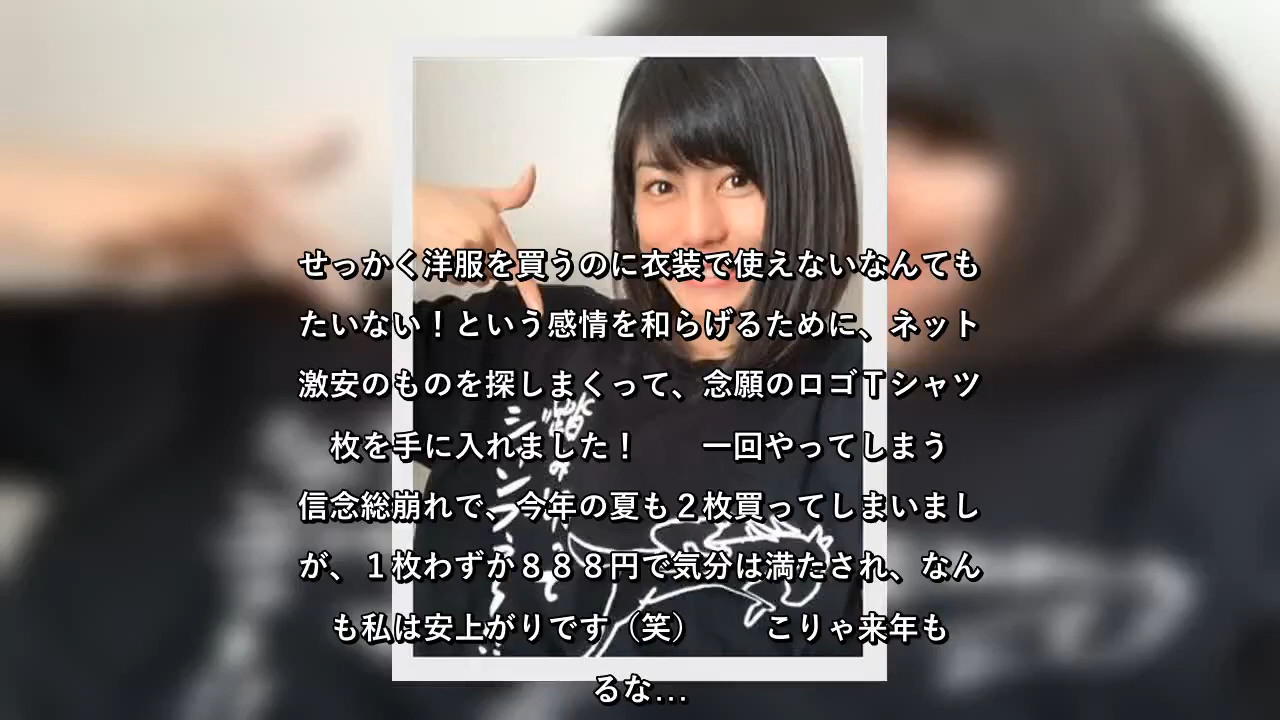 せっかく洋服を買うのに衣装で使えないなんても
たいない！という感情を和らげるために、ネット
激安のものを探しまくって、念願のロゴＴシャツ
枚を手に入れました！　　一回やってしまう
信念総崩れで、今年の夏も２枚買ってしまいまし
が、１枚わずか８８８円で気分は満たされ、なん
も私は安上がりです（笑）　　こりゃ来年も
るな…